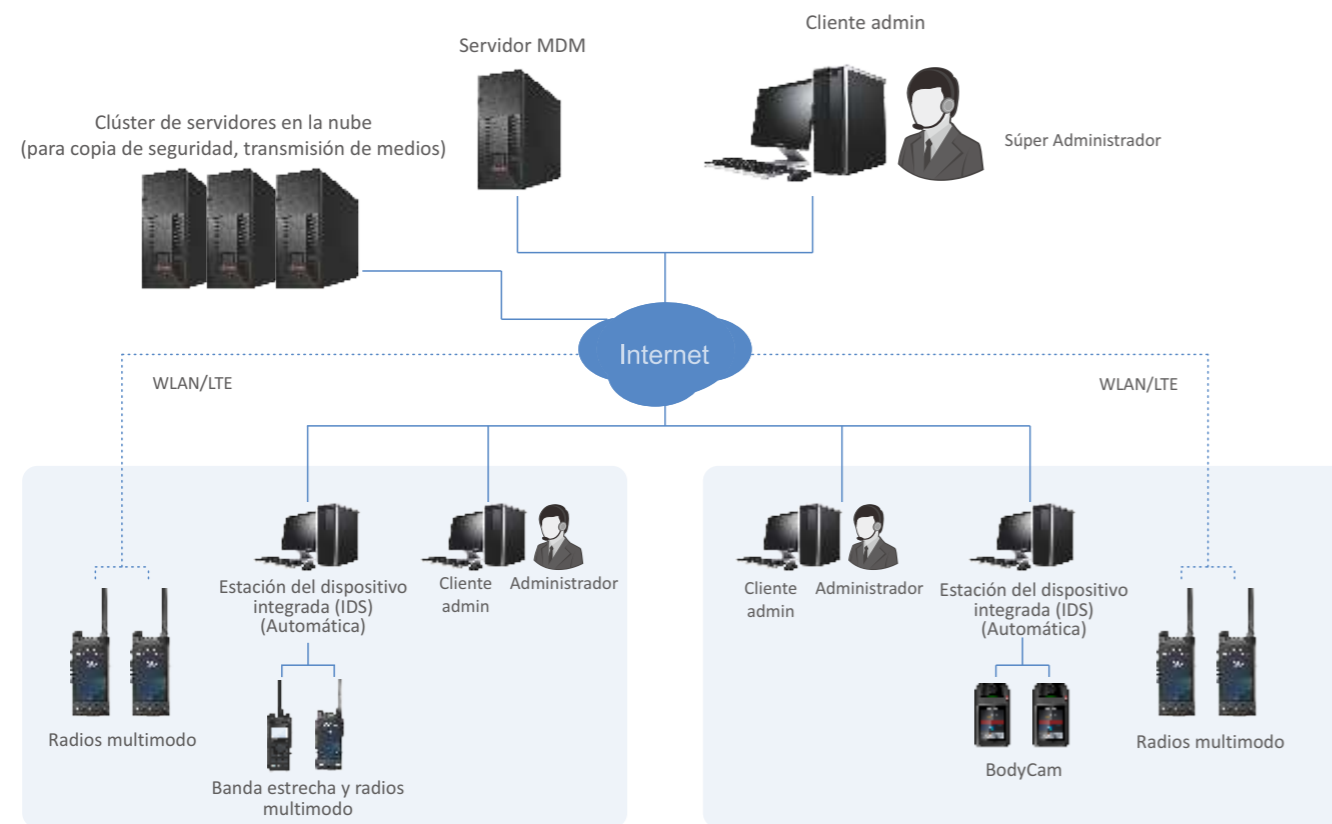 Cliente admin
Servidor MDM
Clúster de servidores en la nube
(para copia de seguridad, transmisión de medios)
Súper Administrador
Internet
WLAN/LTE
WLAN/LTE
Estación del dispositivo
integrada (IDS)
(Automática)
Cliente
admin
Administrador
Cliente
admin
Administrador
Estación del dispositivo
integrada (IDS)
(Automática)
Radios multimodo
Banda estrecha y radios
multimodo
BodyCam
Radios multimodo